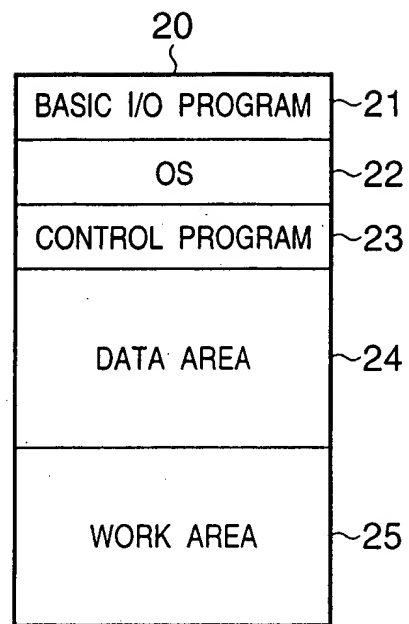 20
BASIC I/O PROGRAM 21
OS 22
CONTROL PROGRAM 23
DATA AREA 24
WORK AREA 25